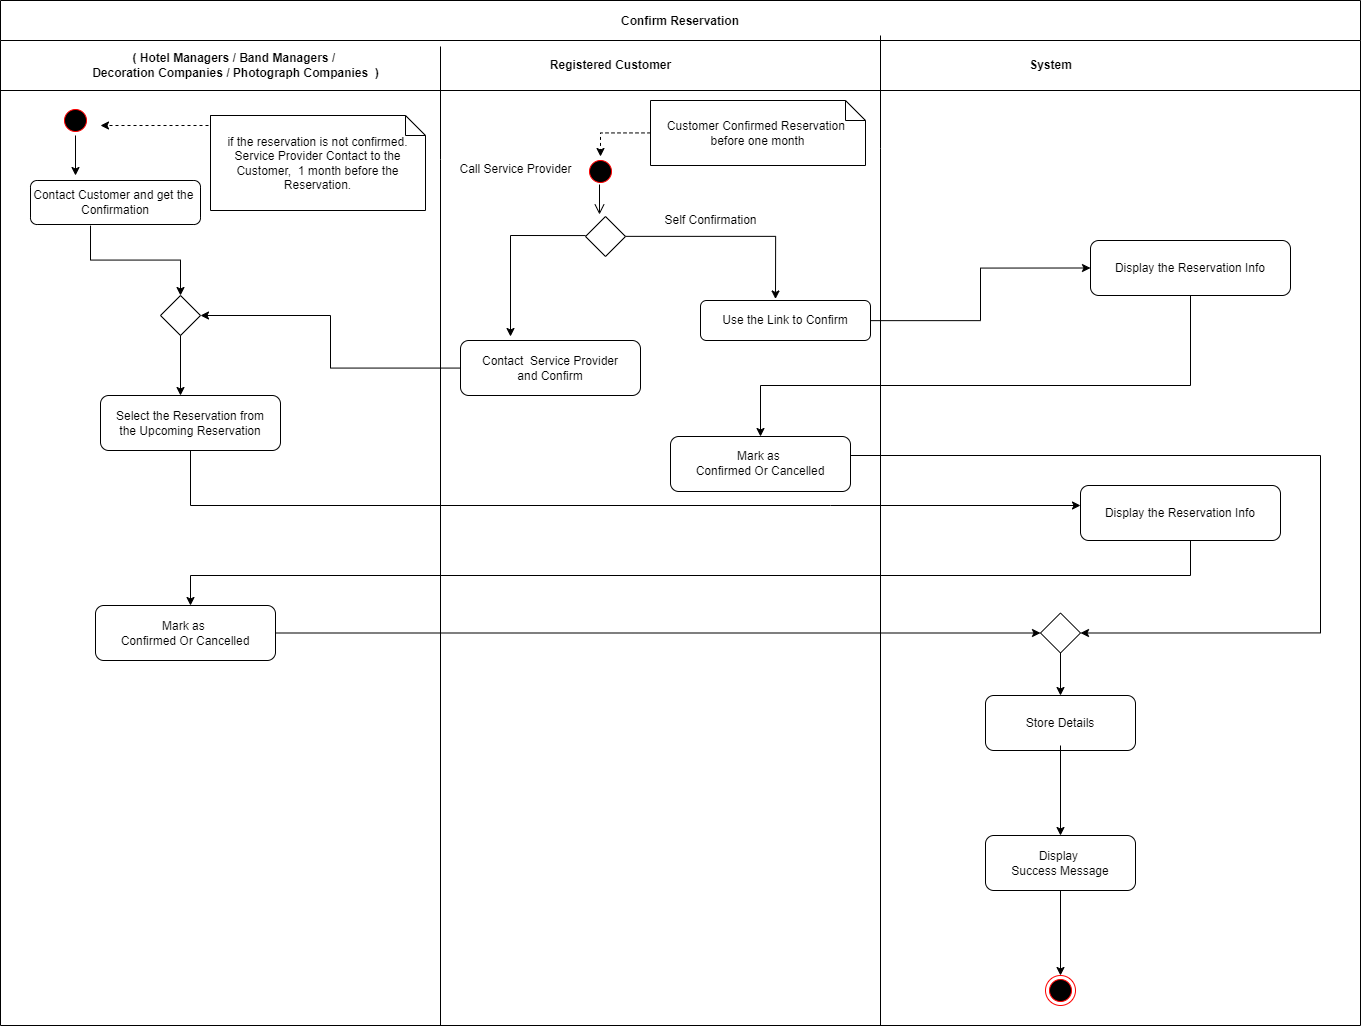 Confirm Reservation
( Hotel Managers / Band Managers /
Decoration Companies / Photograph Companies )
Registered Customer
System
if the reservation is not confirmed.
Service Provider Contact to the
Customer, 1 month before the
Reservation.
Customer Confirmed Reservation
before one month
Call Service Provider
Contact Customer and get the
Confirmation
Self Confirmation
Display the Reservation Info
Use the Link to Confirm
Contact Service Provider
and Confirm
Select the Reservation from
the Upcoming Reservation
Mark as
Confirmed Or Cancelled
Display the Reservation Info
Mark as
Confirmed Or Cancelled
Store Details
Display
Success Message